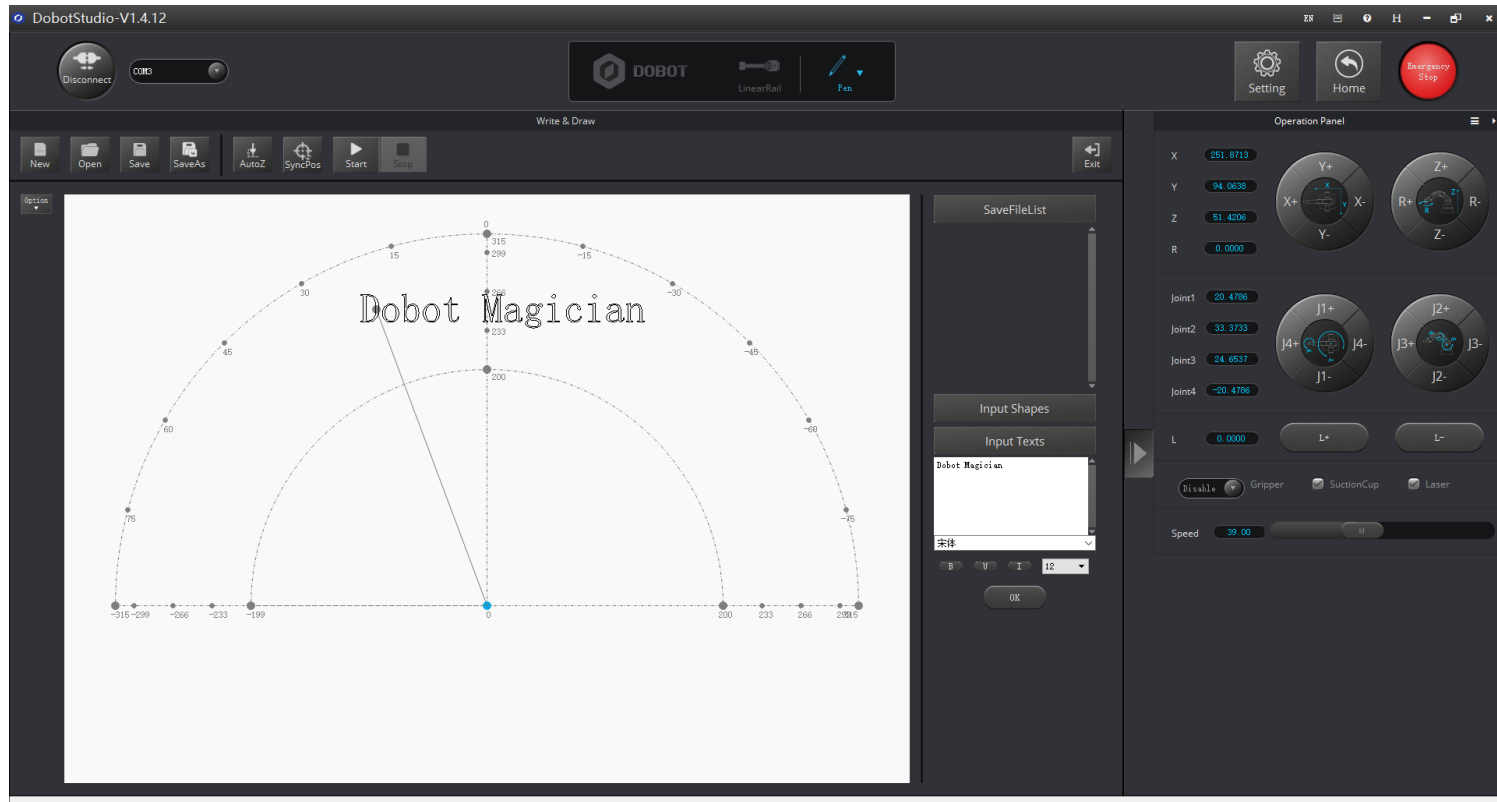 DobotStudio-V1.4.12
EN
H
Disconnect
COM3
DOBOT
LinearRail
Pen
Setting
Home
Emergency
Stop
Write & Draw
Operation Panel
New
Open
Save
SaveAs
AutoZ
SyncPos
Start
Stop
Exit
Option
0
315
299
266
233
200
15
-15
30
-30
45
-45
60
-60
75
-75
Dobot Magician
-315
-299
-266
-233
-199
0
200
233
266
SaveFileList
Input Shapes
Input Texts
Dobot Magician
宋体
B
U
I
12
OK
X 251.8713
Y 94.0638
Z 51.4206
R 0.0000
Y+
X+
X-
Y-
X
Y
Z+
R+
R-
Z-
Z+
R
Joint1 20.4786
Joint2 33.3733
Joint3 24.6537
Joint4 -20.4786
J1+
J4+
J4-
J1-
J2+
J3+
J3-
J2-
L 0.0000
L+
L-
Disable
Gripper
SuctionCup
Laser
Speed 39.00